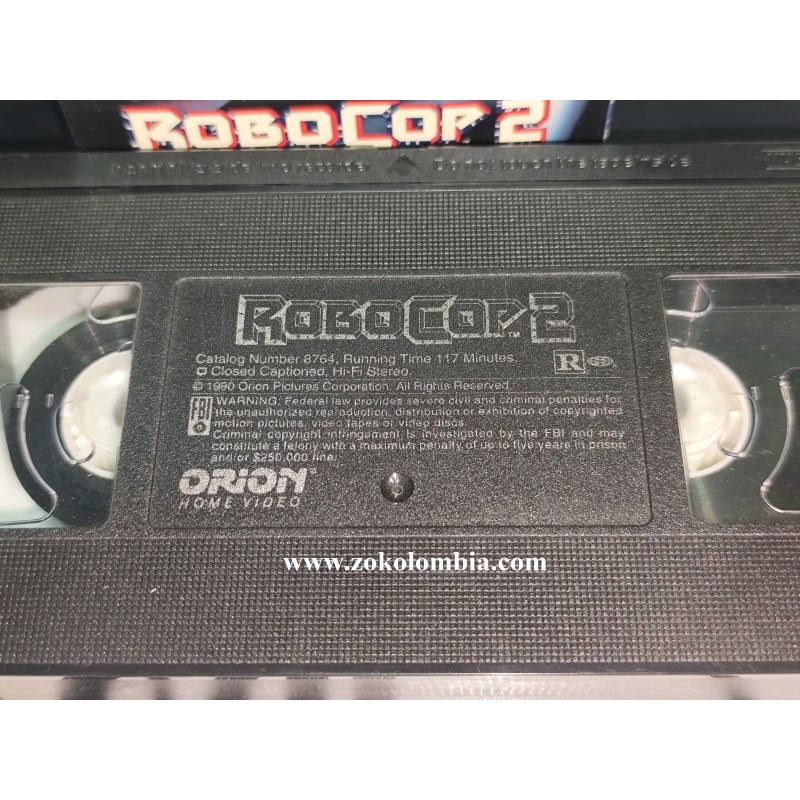 ROBOCOP 2
Do not touch the tape inside
ROBOCOP 2™
Catalog Number 8764, Running Time 117 Minutes.
Closed Captioned, Hi-Fi Stereo.
R
© 1990 Orion Pictures Corporation. All Rights Reserved.
FBI WARNING: Federal law provides severe civil and criminal penalties for
the unauthorized reproduction, distribution or exhibition of copyrighted
motion pictures, video tapes or video discs.
Criminal copyright infringement is investigated by the FBI and may
constitute a felony with a maximum penalty of up to five years in prison
and/or $250,000 fine.
ORION
HOME VIDEO
www.zokolombia.com